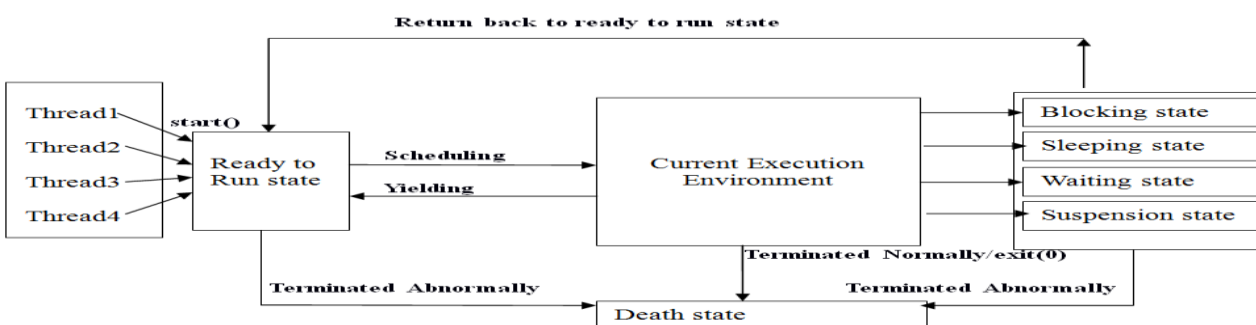 Return back to ready to run state
Thread1
Thread2
Thread3
Thread4
start()
Ready to
Run state
Scheduling
Yielding
Current Execution
Environment
Blocking state
Sleeping state
Waiting state
Suspension state
Terminated Normally/exit(0)
Terminated Abnormally
Terminated Abnormally
Death state